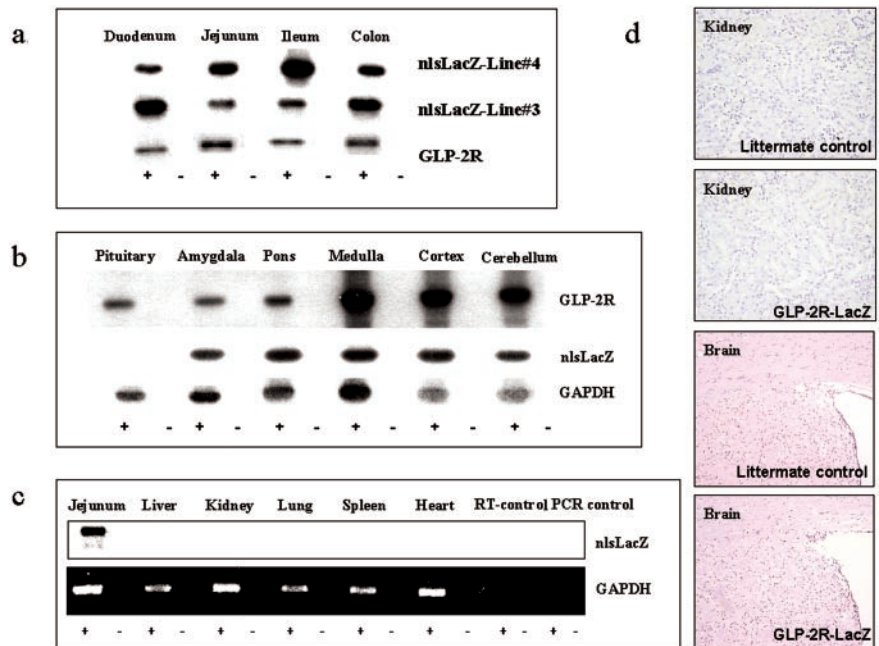 a
Duodenum Jejunum Ileum Colon
nlsLacZ-Line#4
nlsLacZ-Line#3
GLP-2R
+ - + - + - + -
b
Pituitary Amygdala Pons Medulla Cortex Cerebellum
GLP-2R
nlsLacZ
GAPDH
+ - + - + - + - + - + -
c
Jejunum Liver Kidney Lung Spleen Heart RT-control PCR control
nlsLacZ
GAPDH
+ - + - + - + - + - + - + - + -
d
Kidney
Littermate control
Kidney
GLP-2R-LacZ
Brain
Littermate control
Brain
GLP-2R-LacZ